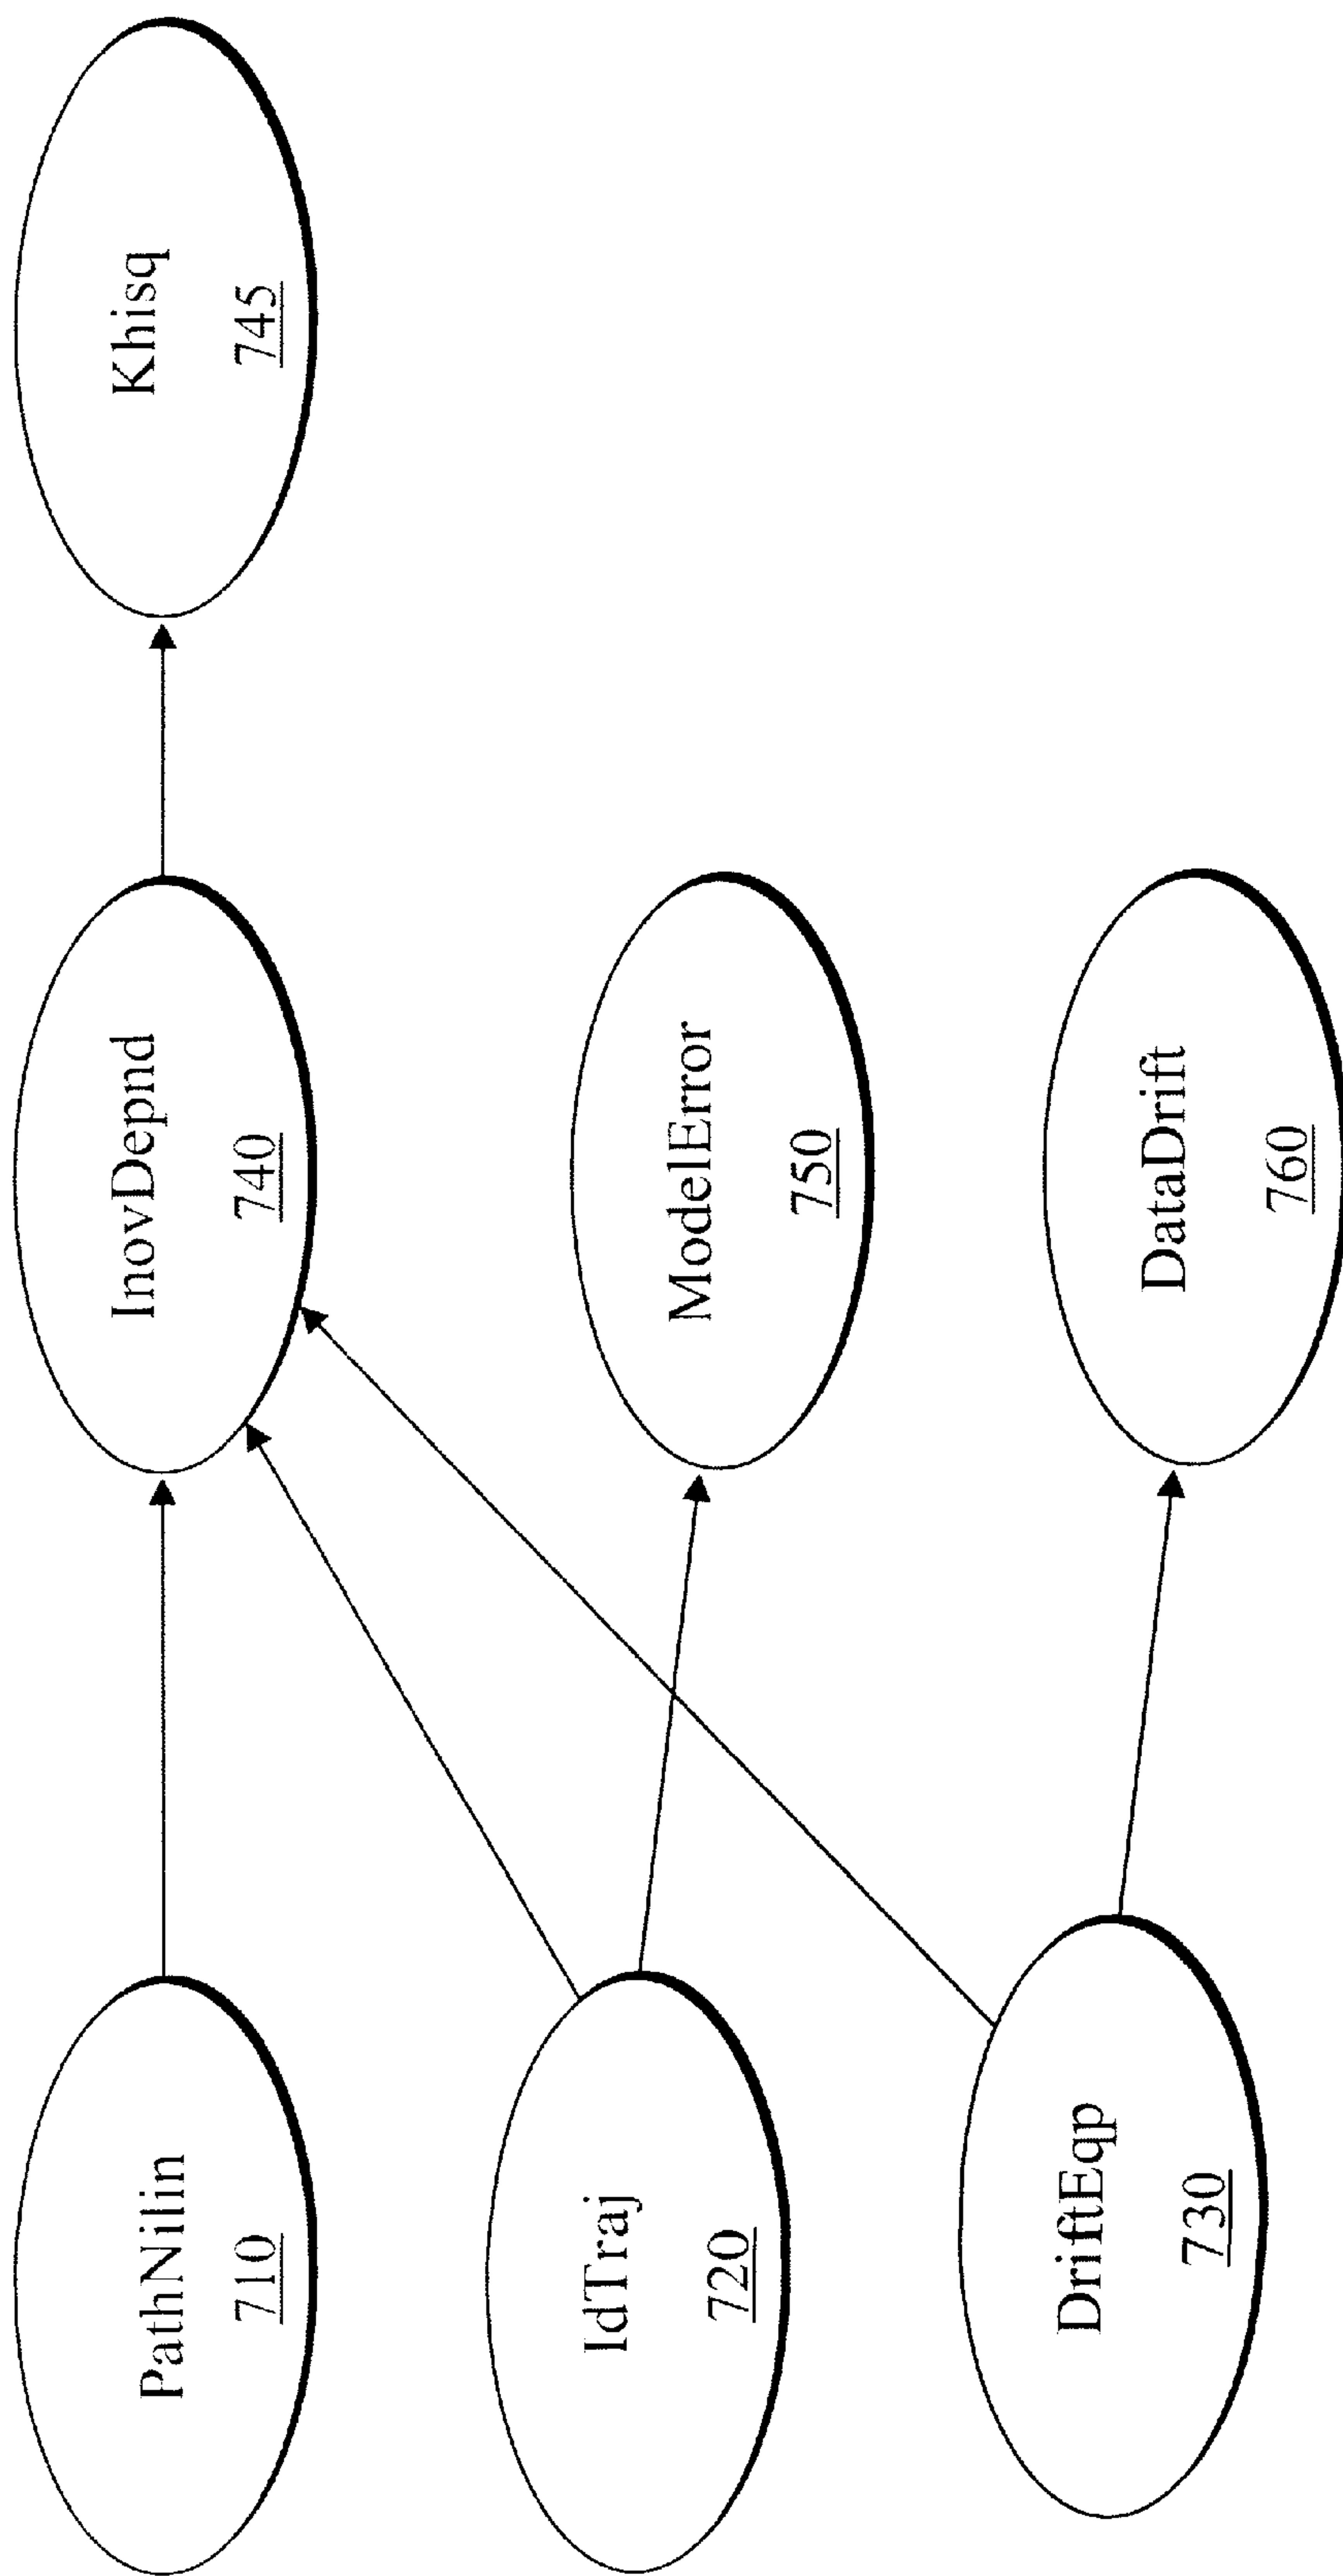 PathNilin
710
InovDepnd
740
Khisq
745
IdTraj
720
ModelError
750
DriftEqp
730
DataDrift
760